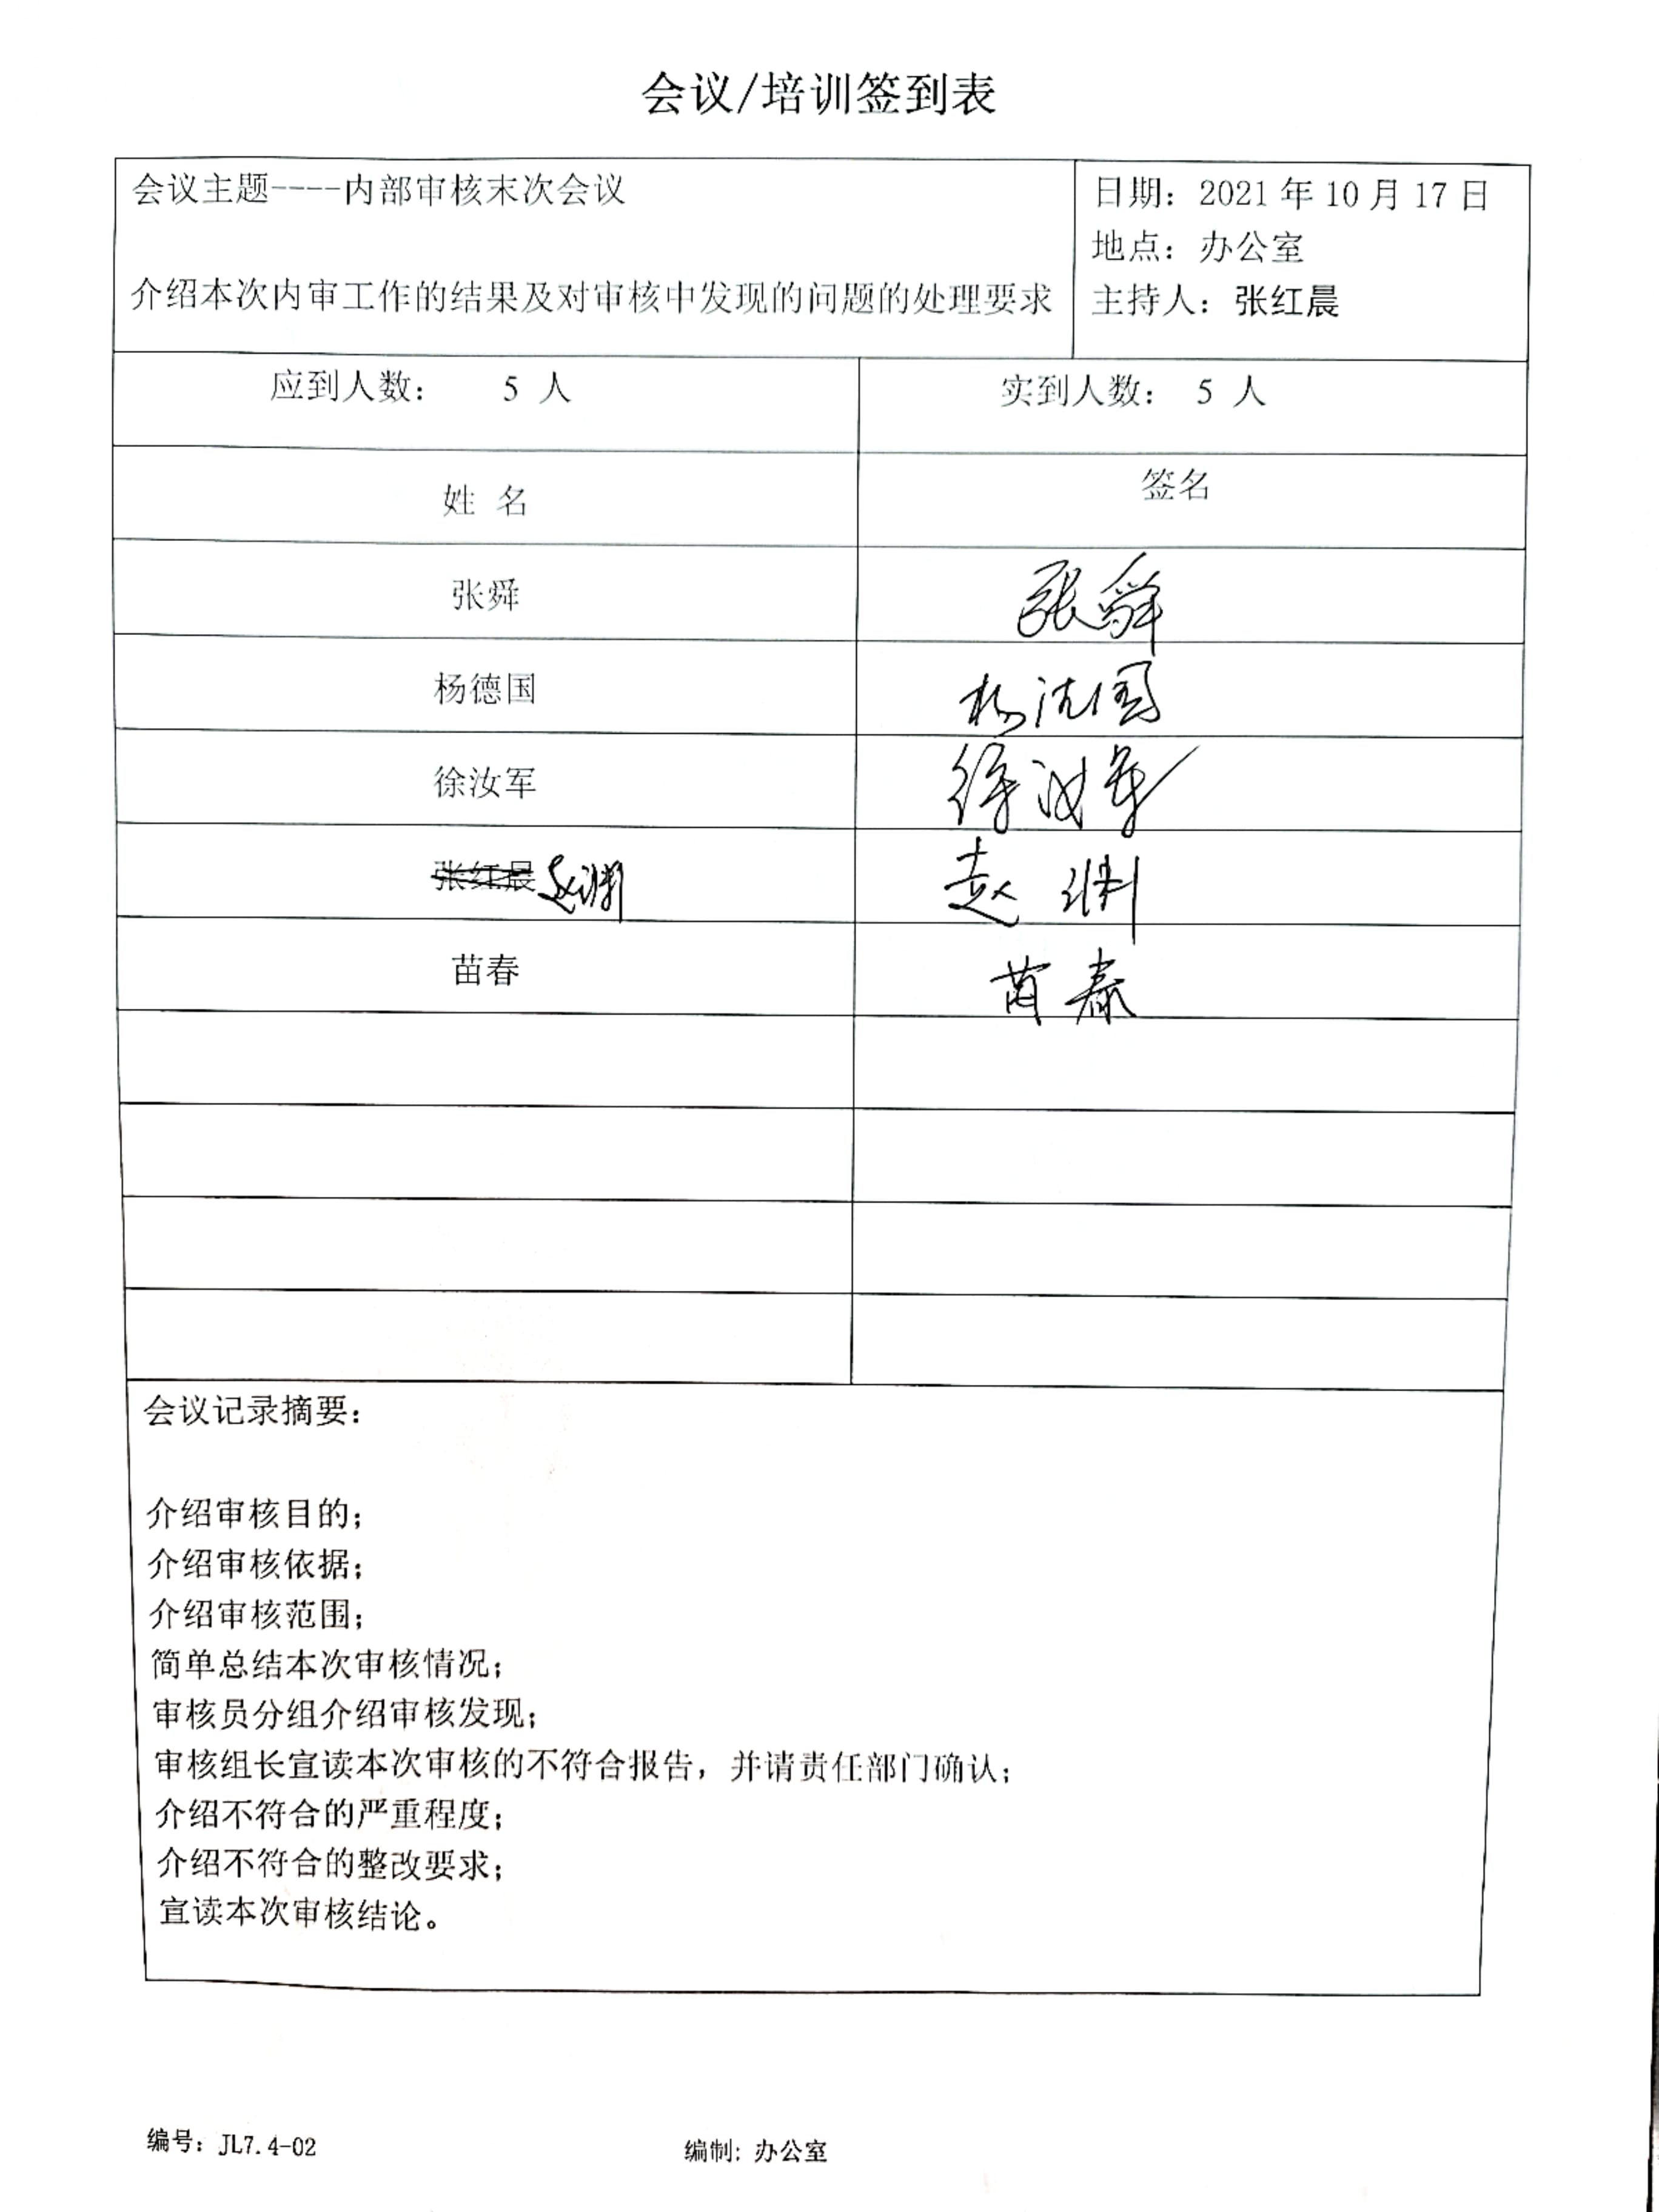 会议/培训签到表
会议主题----内部审核末次会议
介绍本次内审工作的结果及对审核中发现的问题的处理要求
日期：2021年10月17日
地点：办公室
主持人：张红晨
应到人数： 5 人
实到人数： 5 人
姓 名
签名
张舜
张舜
杨德国
杨德国
徐汝军
徐汝军
张红晨 赵渊
赵渊
苗春
苗春
会议记录摘要：
介绍审核目的；
介绍审核依据；
介绍审核范围；
简单总结本次审核情况；
审核员分组介绍审核发现；
审核组长宣读本次审核的不符合报告，并请责任部门确认；
介绍不符合的严重程度；
介绍不符合的整改要求；
宣读本次审核结论。
编号：JL7.4-02
编制：办公室